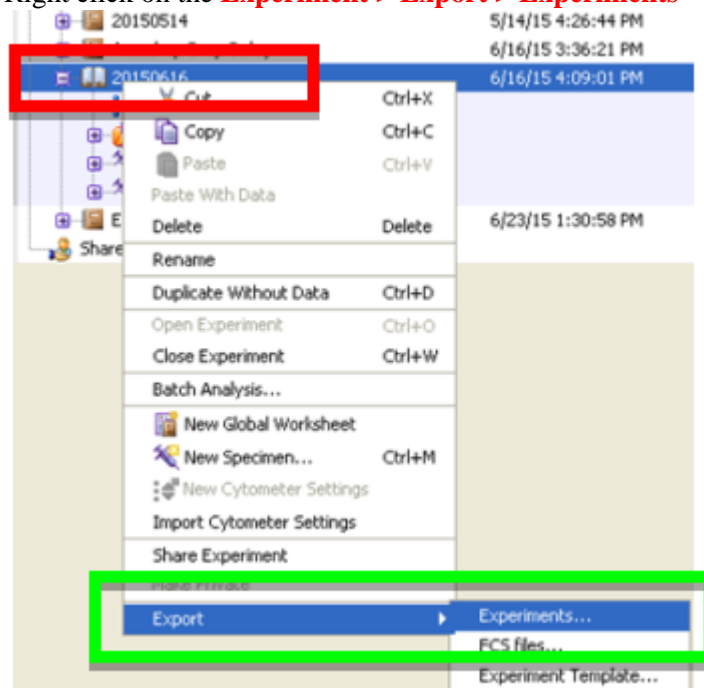 Right click on the Experiment > Export > Experiments
20150514 5/14/15 4:26:44 PM
6/16/15 3:36:21 PM
20150616 6/16/15 4:09:01 PM
Cut Ctrl+X
Copy Ctrl+C
Paste Ctrl+V
Paste With Data
E
Delete Delete 6/23/15 1:30:58 PM
Share
Rename
Duplicate Without Data Ctrl+D
Open Experiment Ctrl+O
Close Experiment Ctrl+W
Batch Analysis...
New Global Worksheet
New Specimen... Ctrl+M
New Cytometer Settings
Import Cytometer Settings
Share Experiment
Make Private
Export Experiments...
FCS files...
Experiment Template...